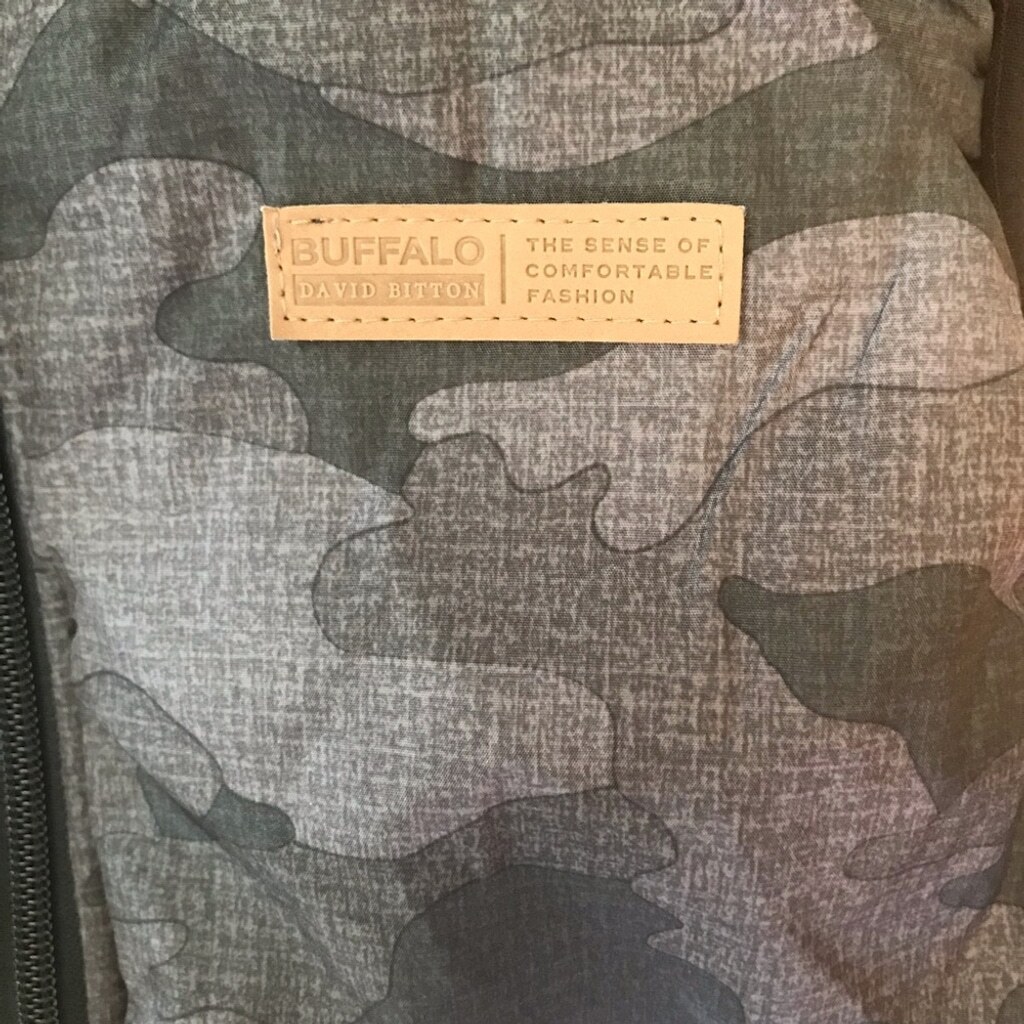 BUFFALO
DAVID BITTON
THE SENSE OF
COMFORTABLE
FASHION